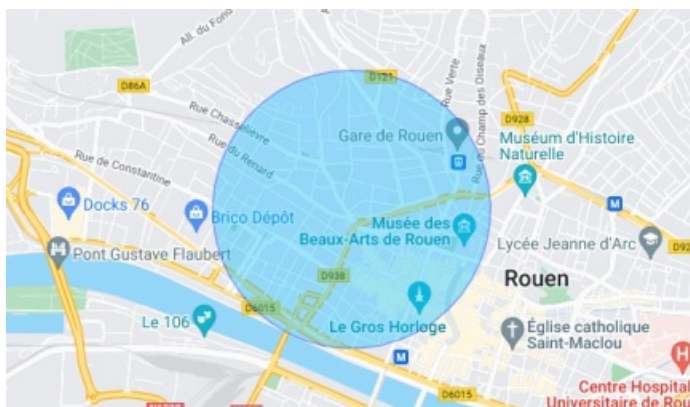 All. du Fond
D121
D86A
Rue Verte
Rue du Champ des Oiseaux
Rue Chasselièvre
D928
Gare de Rouen
Muséum d'Histoire
Naturelle
Rue du Renard
Rue de Constantine
M
Docks 76
Brico Dépôt
Musée des
Beaux-Arts de Rouen
Lycée Jeanne d'Arc
D92
Pont Gustave Flaubert
D938
Rouen
D6015
Le 106
Le Gros Horloge
Église catholique
Saint-Maclou
M
H
Centre Hospital
Universitaire de Rou
D6015